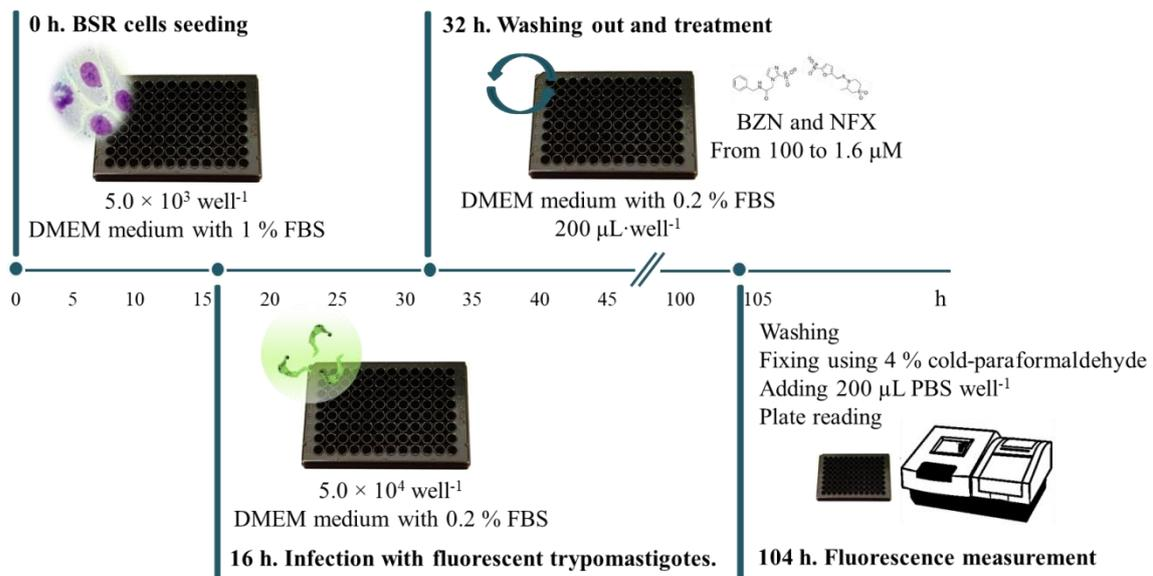 0 h. BSR cells seeding
5.0 × 10³ well⁻¹
DMEM medium with 1 % FBS
32 h. Washing out and treatment
BZN and NFX
From 100 to 1.6 µM
DMEM medium with 0.2 % FBS
200 µL·well⁻¹
0 5 10 15 20 25 30 35 40 45 100 105 h
5.0 × 10⁴ well⁻¹
DMEM medium with 0.2 % FBS
16 h. Infection with fluorescent trypomastigotes.
Washing
Fixing using 4 % cold-paraformaldehyde
Adding 200 µL PBS well⁻¹
Plate reading
104 h. Fluorescence measurement